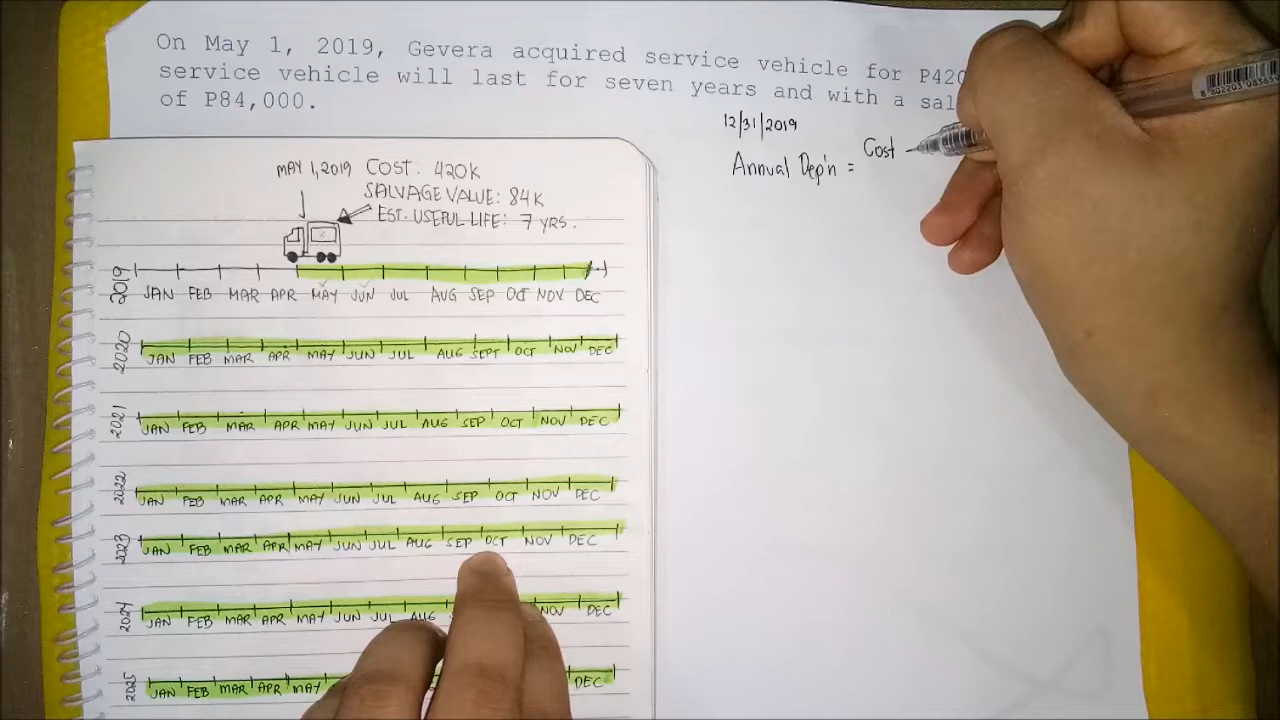 On May 1, 2019, Gevera acquired service vehicle for P420
service vehicle will last for seven years and with a sal
of P84,000.
12/31/2019
Annual Dep'n = Cost -
MAY 1, 2019 COST: 420K
SALVAGE VALUE: 84K
EST. USEFUL LIFE: 7 YRS.
2019
JAN FEB MAR APR MAY JUN JUL AUG SEP OCT NOV DEC
2020
JAN FEB MAR APR MAY JUN JUL AUG SEPT OCT NOV DEC
2021
JAN FEB MAR APR MAY JUN JUL AUG SEP OCT NOV DEC
2022
JAN FEB MAR APR MAY JUN JUL AUG SEP OCT NOV DEC
2023
JAN FEB MAR APR MAY JUN JUL AUG SEP OCT NOV DEC
2024
JAN FEB MAR APR MAY JUN JUL AUG NOV DEC
2025
JAN FEB MAR APR MAY DEC